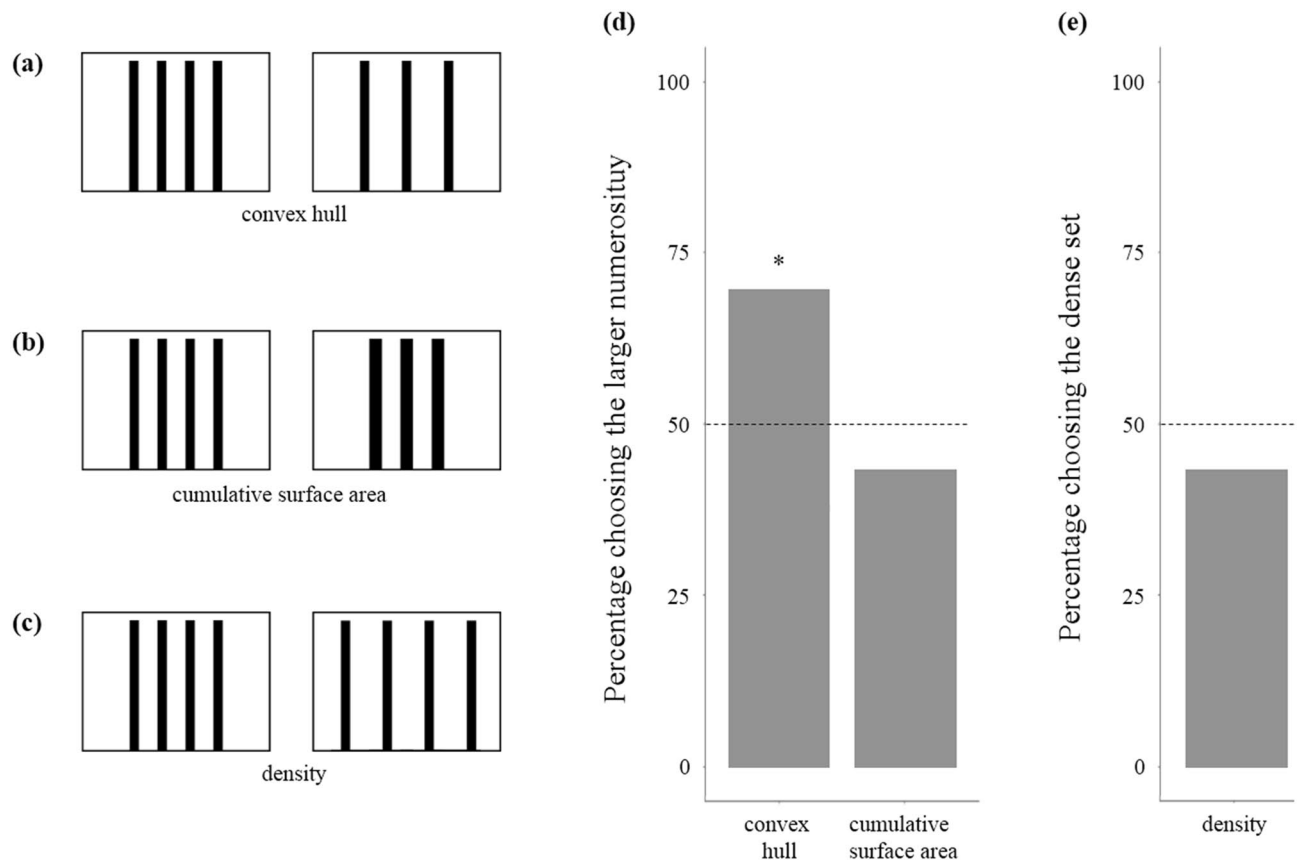 (a)
convex hull
(b)
cumulative surface area
(c)
density
(d)
Percentage choosing the larger numerosituy
100
75
50
25
0
*
convex
hull
cumulative
surface area
(e)
Percentage choosing the dense set
100
75
50
25
0
density